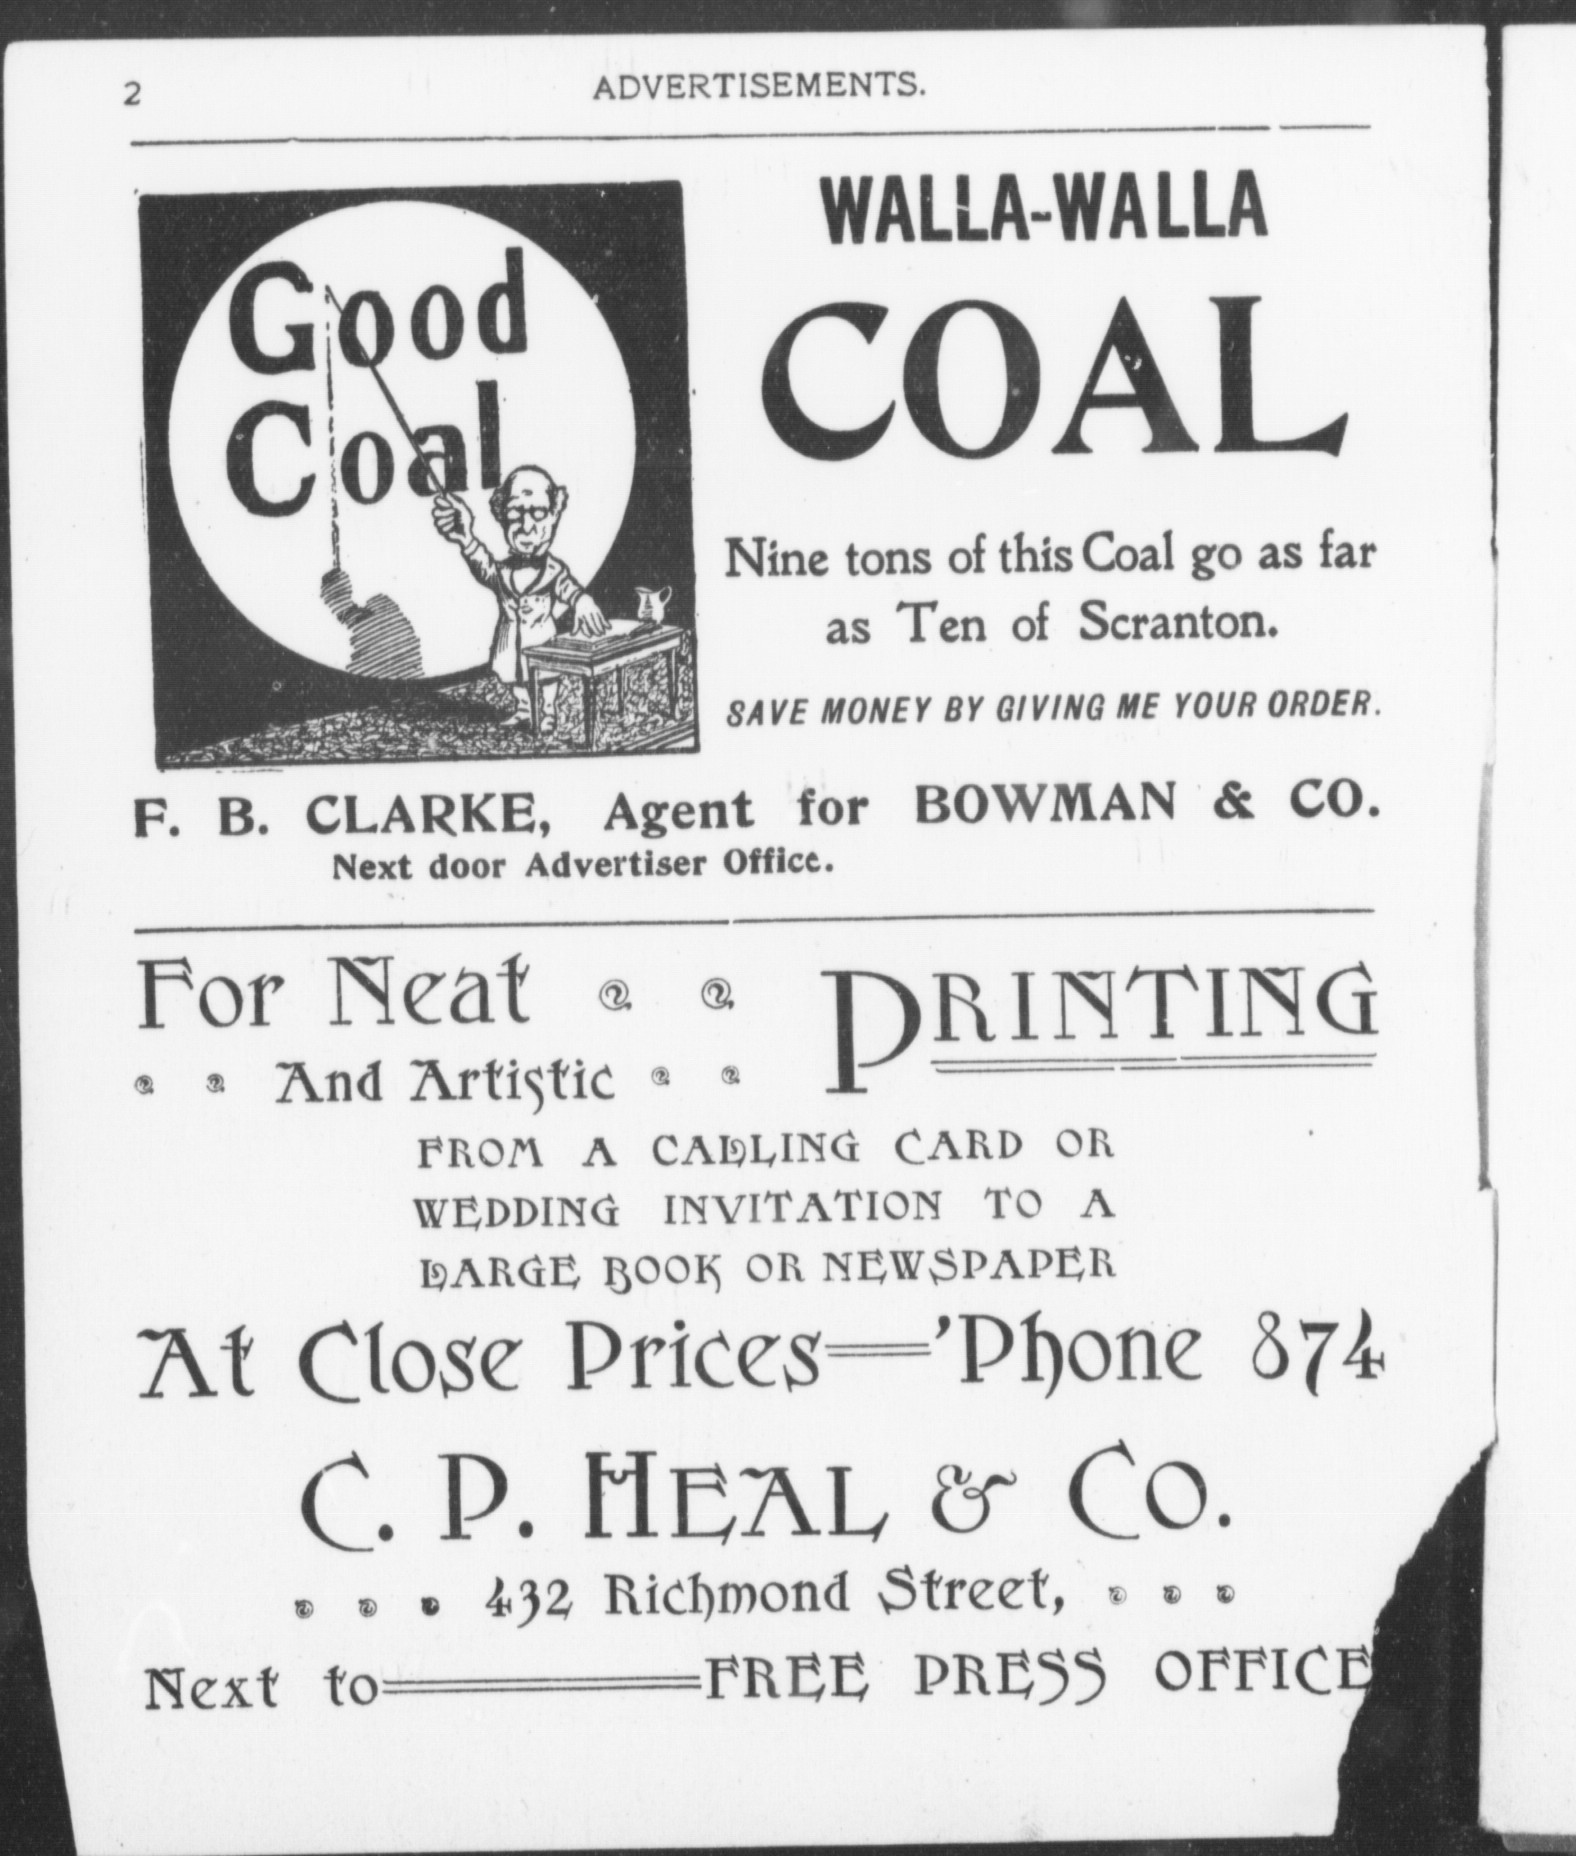 2
ADVERTISEMENTS.
Good
Coal
WALLA-WALLA
COAL
Nine tons of this Coal go as far
as Ten of Scranton.
SAVE MONEY BY GIVING ME YOUR ORDER.
F. B. CLARKE, Agent for BOWMAN & CO.
Next door Advertiser Office.
For Neat
And Artistic
PRINTING
FROM A CALLING CARD OR
WEDDING INVITATION TO A
LARGE BOOK OR NEWSPAPER
At Close Prices═'Phone 874
C. P. HEAL & Co.
432 Richmond Street,
Next to═FREE PRESS OFFICE